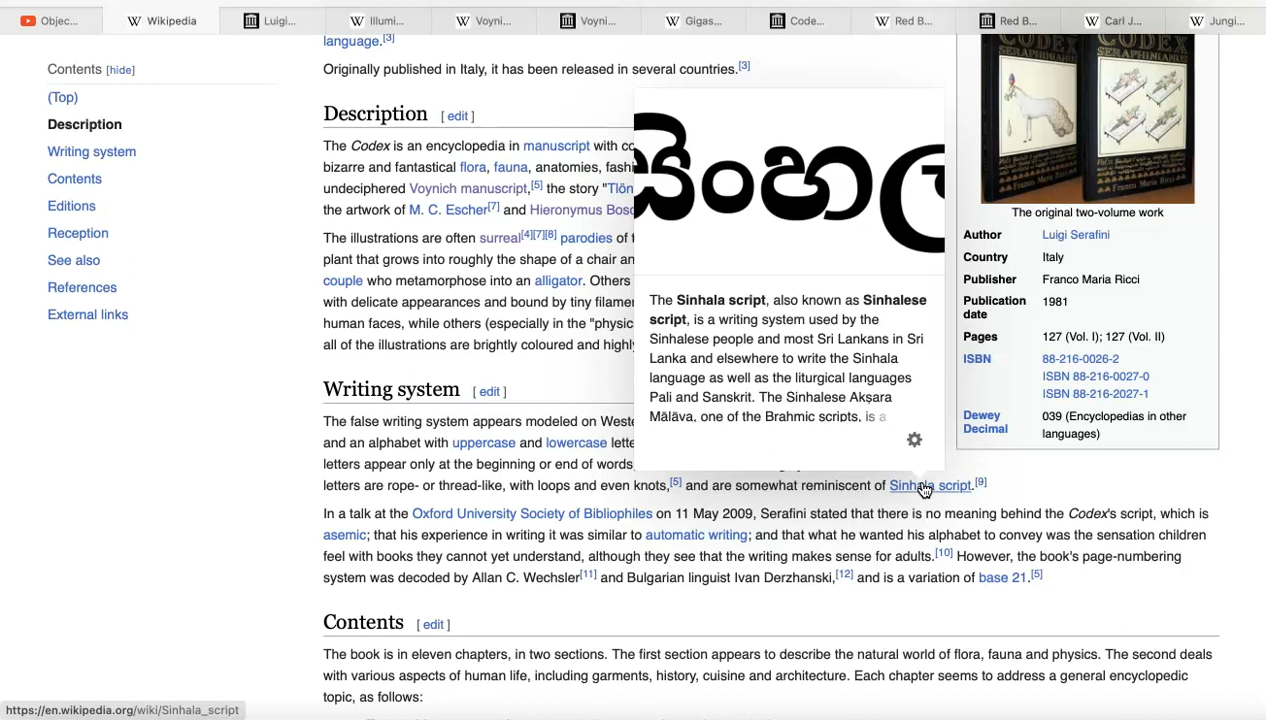 Objec...
Wikipedia
Luigi...
Illumi...
Voyni...
Voyni...
Gigas...
Code...
Red B...
Red B...
Carl J...
Jungi...
Contents [hide]
(Top)
Description
Writing system
Contents
Editions
Reception
See also
References
External links
language.[3]
Originally published in Italy, it has been released in several countries.[3]
Description [ edit ]
The Codex is an encyclopedia in manuscript with co
bizarre and fantastical flora, fauna, anatomies, fashi
undeciphered Voynich manuscript,[5] the story "Tlön
the artwork of M. C. Escher[7] and Hieronymus Bosc
The illustrations are often surreal[4][7][8] parodies of t
plant that grows into roughly the shape of a chair an
couple who metamorphose into an alligator. Others
with delicate appearances and bound by tiny filamen
human faces, while others (especially in the "physic
all of the illustrations are brightly coloured and highl
Writing system [ edit ]
The false writing system appears modeled on Weste
and an alphabet with uppercase and lowercase lette
letters appear only at the beginning or end of words,
letters are rope- or thread-like, with loops and even knots,[5] and are somewhat reminiscent of Sinhala script.[9]
In a talk at the Oxford University Society of Bibliophiles on 11 May 2009, Serafini stated that there is no meaning behind the Codex's script, which is
asemic; that his experience in writing it was similar to automatic writing; and that what he wanted his alphabet to convey was the sensation children
feel with books they cannot yet understand, although they see that the writing makes sense for adults.[10] However, the book's page-numbering
system was decoded by Allan C. Wechsler[11] and Bulgarian linguist Ivan Derzhanski,[12] and is a variation of base 21.[5]
Contents [ edit ]
The book is in eleven chapters, in two sections. The first section appears to describe the natural world of flora, fauna and physics. The second deals
with various aspects of human life, including garments, history, cuisine and architecture. Each chapter seems to address a general encyclopedic
topic, as follows:
සිංහල
The Sinhala script, also known as Sinhalese
script, is a writing system used by the
Sinhalese people and most Sri Lankans in Sri
Lanka and elsewhere to write the Sinhala
language as well as the liturgical languages
Pali and Sanskrit. The Sinhalese Akṣara
Mālāva, one of the Brahmic scripts, is a
CODEX
SERAPHINIANUS
Franco Maria Ricci
CODEX
SERAPHINIANUS
Franco Maria Ricci
The original two-volume work
Author Luigi Serafini
Country Italy
Publisher Franco Maria Ricci
Publication date 1981
Pages 127 (Vol. I); 127 (Vol. II)
ISBN 88-216-0026-2
ISBN 88-216-0027-0
ISBN 88-216-2027-1
Dewey Decimal 039 (Encyclopedias in other
languages)
https://en.wikipedia.org/wiki/Sinhala_script